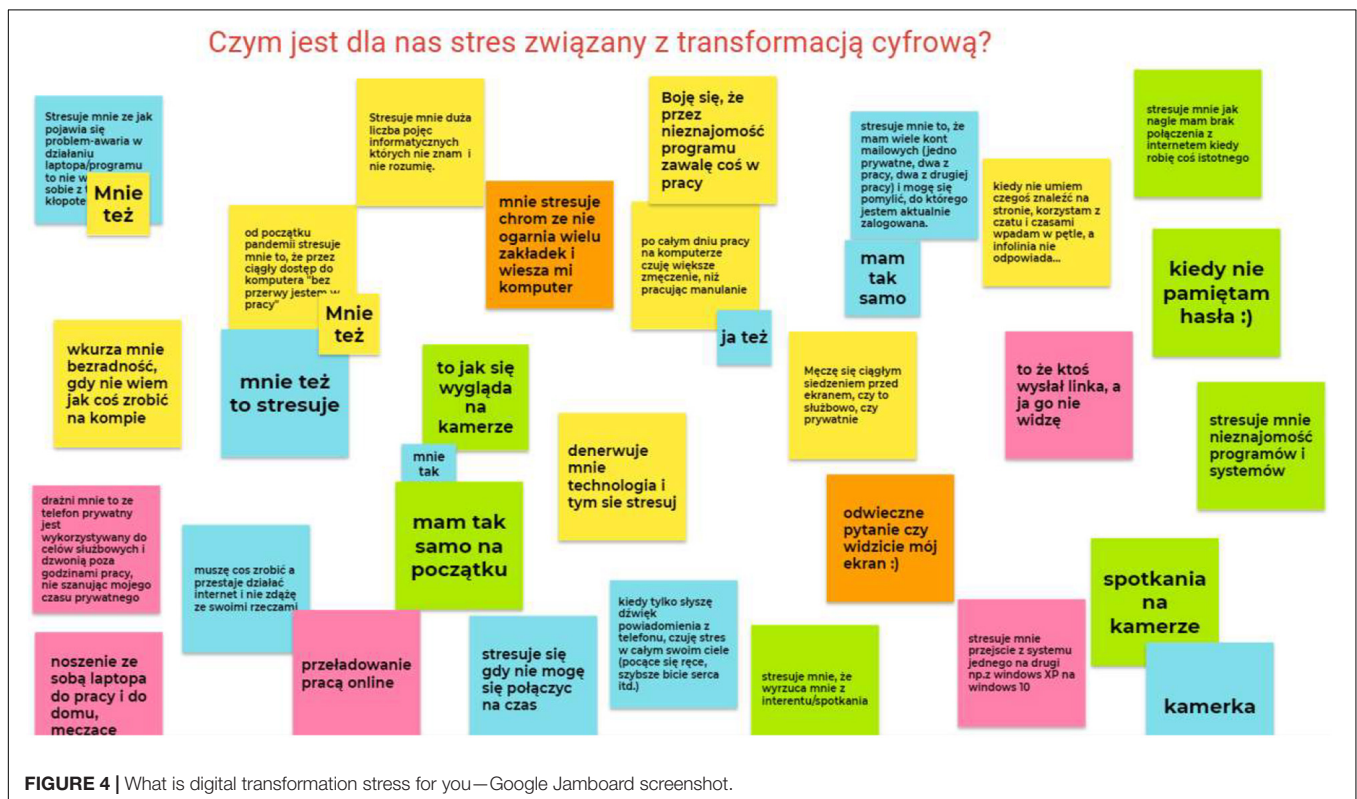 Czym jest dla nas stres związany z transformacją cyfrową?
Stresuje mnie ze jak
pojawia się
problem-awaria w
działaniu
laptopa/programu
to nie w
sobie z
kłopote
Mnie
też
Stresuje mnie duża
liczba pojęc
informatycznych
których nie znam i
nie rozumię.
Boję się, że
przez
nieznajomość
programu
zawalę coś w
pracy
stresuje mnie to, że
mam wiele kont
mailowych (jedno
prywatne, dwa z
pracy, dwa z drugiej
pracy) i mogę się
pomylić, do którego
jestem aktualnie
zalogowana.
mam
tak
samo
kiedy nie umiem
czegoś znaleźć na
stronie, korzystam z
czatu i czasami
wpadam w pętle, a
infolinia nie
odpowiada...
stresuje mnie jak
nagle mam brak
połączenia z
internetem kiedy
robię coś istotnego
od początku
pandemii stresuje
mnie to, że przez
ciągły dostęp do
komputera "bez
przerwy jestem w
pracy"
Mnie
też
mnie stresuje
chrom ze nie
ogarnia wielu
zakładek i
wiesza mi
komputer
po całym dniu pracy
na komputerze
czuję większe
zmęczenie, niż
pracując manulanie
ja też
kiedy nie
pamiętam
hasła :)
wkurza mnie
bezradność,
gdy nie wiem
jak coś zrobić
na kompie
mnie też
to stresuje
to jak się
wygląda
na
kamerze
mnie
tak
mam tak
samo na
początku
denerwuje
mnie
technologia i
tym sie stresuj
Męczę się ciągłym
siedzeniem przed
ekranem, czy to
służbowo, czy
prywatnie
to że ktoś
wysłał linka, a
ja go nie
widzę
stresuje mnie
nieznajomość
programów i
systemów
drażni mnie to ze
telefon prywatny
jest
wykorzystywany do
celów służbowych i
dzwonią poza
godzinami pracy,
nie szanując mojego
czasu prywatnego
muszę cos zrobić a
przestaje działać
internet i nie zdążę
ze swoimi rzeczami
odwieczne
pytanie czy
widzicie mój
ekran :)
spotkania
na
kamerze
noszenie ze
sobą laptopa
do pracy i do
domu,
meczace
przeładowanie
pracą online
stresuje się
gdy nie mogę
się połączyc
na czas
kiedy tylko słyszę
dźwięk
powiadomienia z
telefonu, czuję stres
w całym swoim ciele
(pocące się ręce,
szybsze bicie serca
itd.)
stresuje mnie, że
wyrzuca mnie z
interentu/spotkania
stresuje mnie
przejscie z systemu
jednego na drugi
np.z windows XP na
windows 10
kamerka
FIGURE 4 | What is digital transformation stress for you—Google Jamboard screenshot.